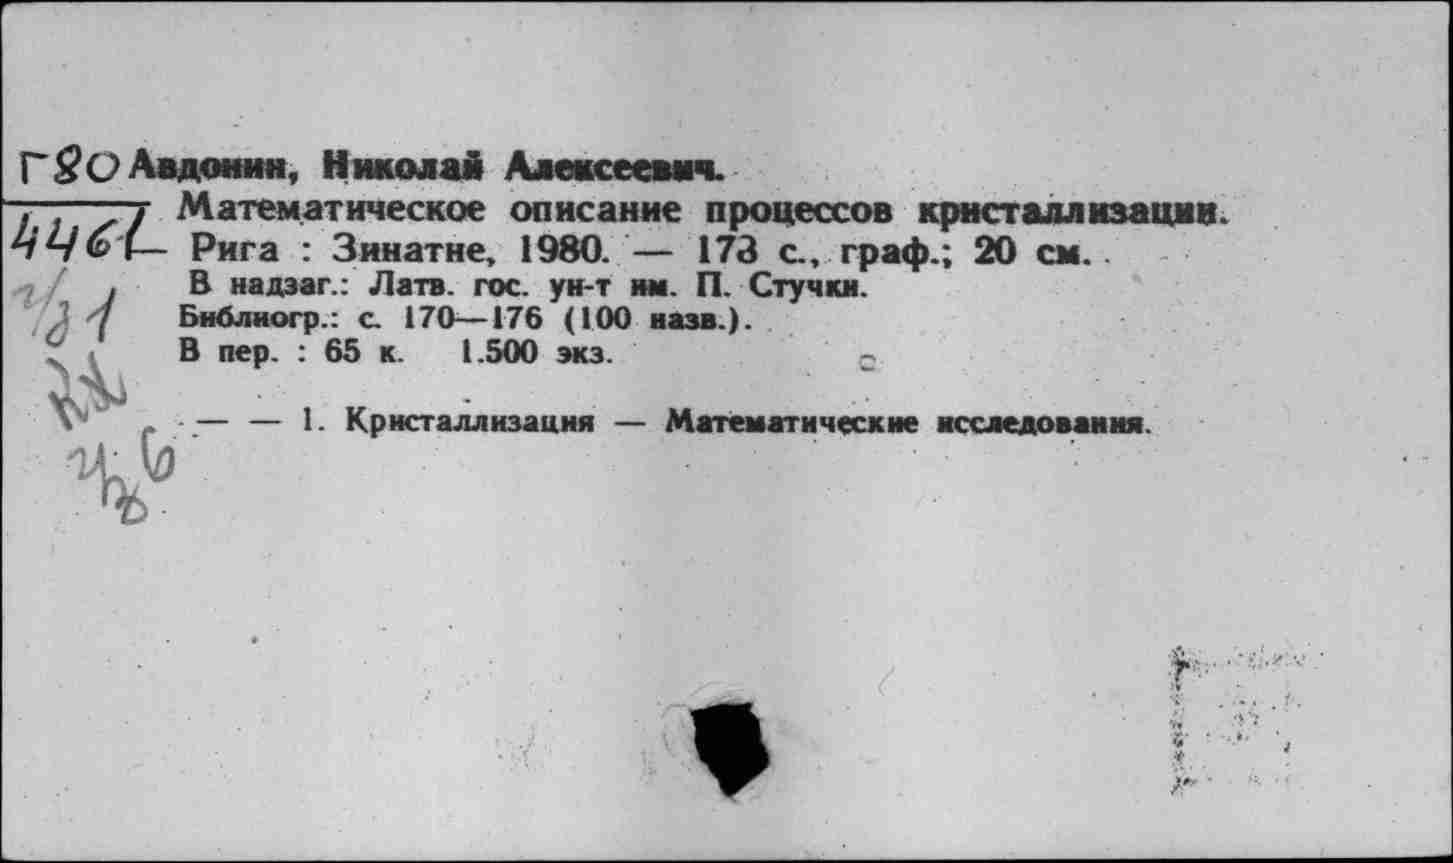 Г80 Авдонин, Николай Алексеевич.
4461 Математическое описание процессов кристаллизации.
Рига : Зинатне, 1980. — 178 с., граф.; 20 см.
В надзаг.: Латв. гос. ун-т им. П. Стучки.
Библиогр.: с. 170—176 (100 назв.).
В пер. : 65 к. 1.500 экз.
— — 1. Кристаллизация — Математические исследования.